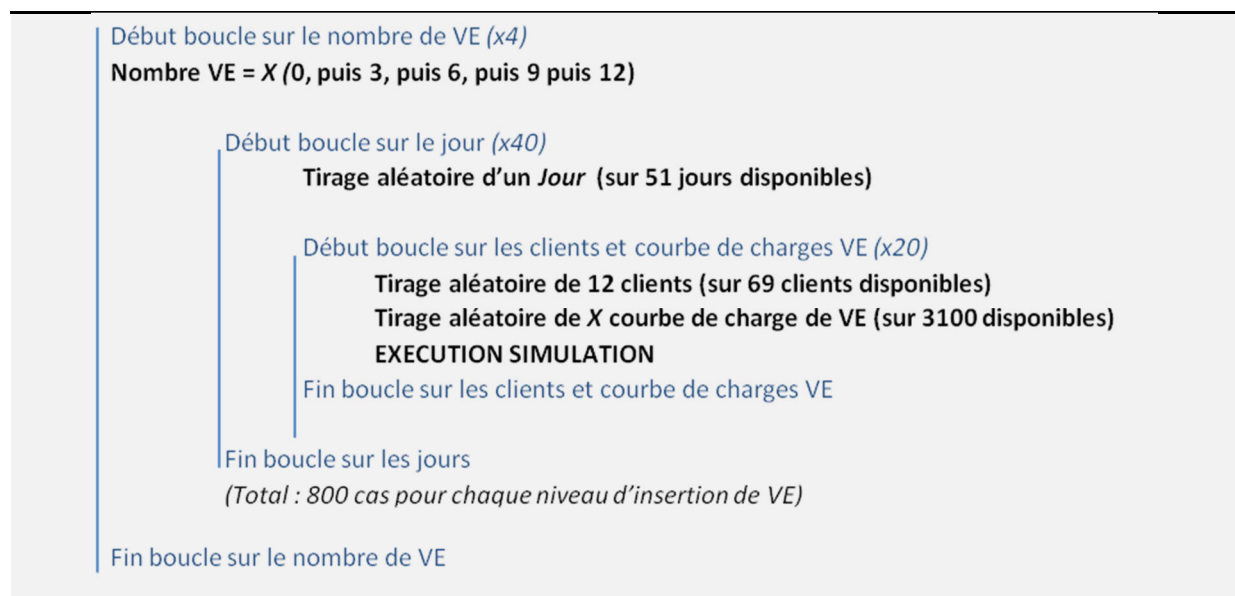 Début boucle sur le nombre de VE (x4)
Nombre VE = X (0, puis 3, puis 6, puis 9 puis 12)
Début boucle sur le jour (x40)
Tirage aléatoire d'un Jour (sur 51 jours disponibles)
Début boucle sur les clients et courbe de charges VE (x20)
Tirage aléatoire de 12 clients (sur 69 clients disponibles)
Tirage aléatoire de X courbe de charge de VE (sur 3100 disponibles)
EXECUTION SIMULATION
Fin boucle sur les clients et courbe de charges VE
Fin boucle sur les jours
(Total : 800 cas pour chaque niveau d'insertion de VE)
Fin boucle sur le nombre de VE